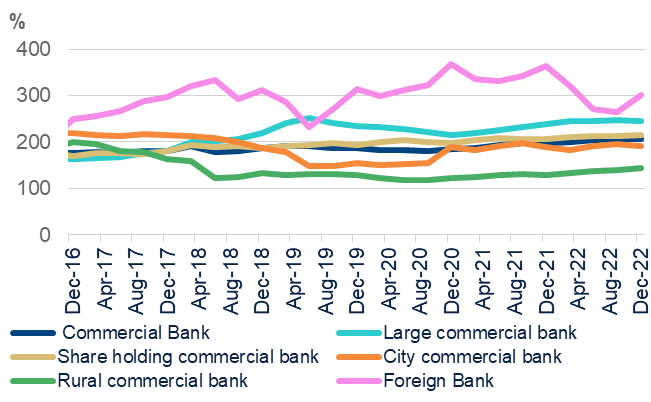 %
400
300
200
100
0
Dec-16
Apr-17
Aug-17
Dec-17
Apr-18
Aug-18
Dec-18
Apr-19
Aug-19
Dec-19
Apr-20
Aug-20
Dec-20
Apr-21
Aug-21
Dec-21
Apr-22
Aug-22
Dec-22
Commercial Bank
Large commercial bank
Share holding commercial bank
City commercial bank
Rural commercial bank
Foreign Bank